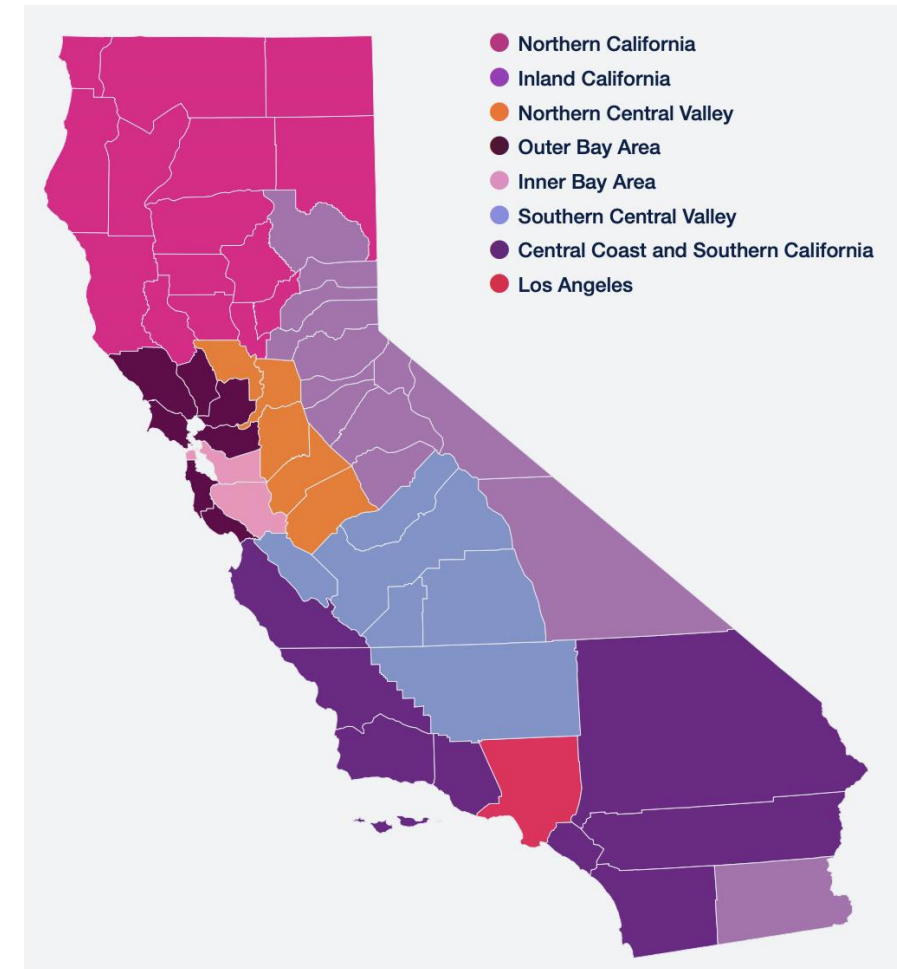 Northern California
Inland California
Northern Central Valley
Outer Bay Area
Inner Bay Area
Southern Central Valley
Central Coast and Southern California
Los Angeles